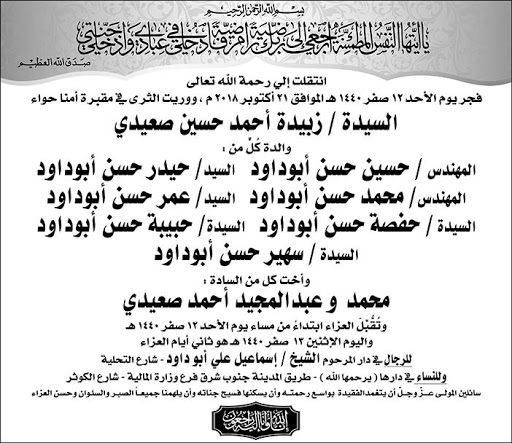 بسم الله الرحمن الرحيم
يا أيتها النفس المطمئنة ارجعي إلى ربك راضية مرضية فادخلي في عبادي وادخلي جنتي
صدق الله العظيم
انتقلت إلي رحمة الله تعالى
فجر يوم الأحد ١٢ صفر ١٤٤٠ هـ الموافق ٢١ أكتوبر ٢٠١٨ م ، ووريت الثرى في مقبرة أمنا حواء
السيدة / زبيدة أحمد حسين صعيدي
والدة كُلّ من :
المهندس / حسين حسن أبوداود السيد/ حيدر حسن أبوداود
المهندس/ محمد حسن أبوداود السيد/ عمر حسن أبوداود
السيدة / حفصة حسن أبوداود السيدة/ حبيبة حسن أبوداود
السيدة / سهير حسن أبوداود
وأخت كل من السادة :
محمد و عبدالمجيد أحمد صعيدي
وتُقُبَّلَ العزاء ابتداءً من مساء يوم الأحد ١٢ صفر ١٤٤٠ هـ
واليوم الإثنين ١٣ صفر ١٤٤٠ هـ هو ثاني أيام العزاء
للرجال في دار المرحوم الشيخ / إسماعيل علي أبو داود - شارع التحلية
وللنساء في دارها ( يرحمها الله ) - طريق المدينة جنوب شرق فرع وزارة المالية - شارع الكوثر
سائلين المولى عزّ وجلّ أن يتغمد الفقيدة بواسع رحمته وأن يسكنها فسيح جناته وأن يلهمنا جميعاً الصبر والسلوان وحسن العزاء
إنا لله وإنا إليه راجعون